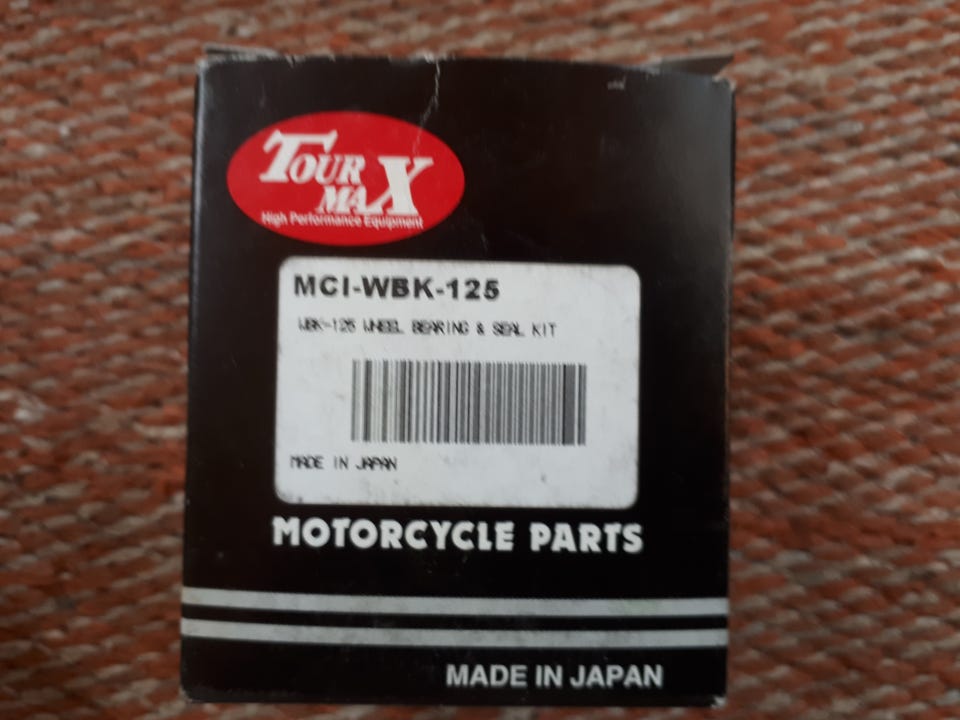 TOUR
MAX
High Performance Equipment
MCI-WBK-125
WBK-125 WHEEL BEARING & SEAL KIT
MADE IN JAPAN
MOTORCYCLE PARTS
MADE IN JAPAN